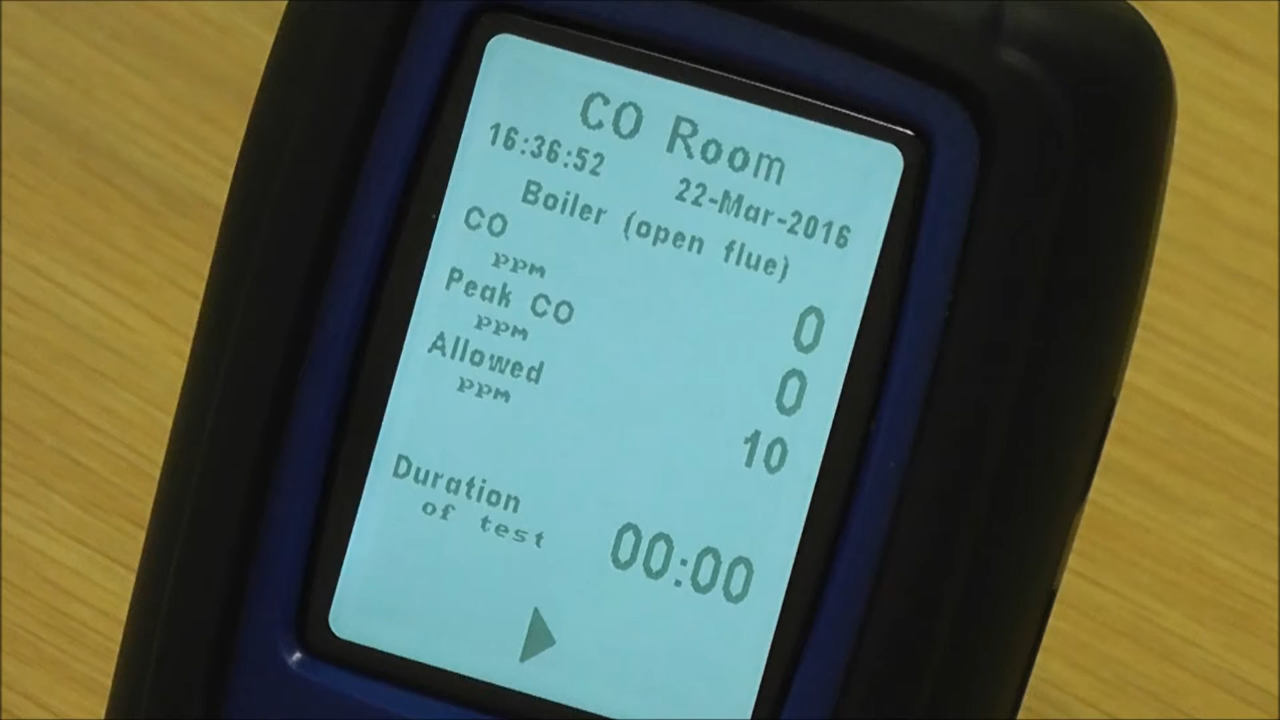 CO Room
16:36:52 22-Mar-2016
Boiler (open flue)
CO
ppm 0
Peak CO
ppm 0
Allowed
ppm 10
Duration
of test 00:00